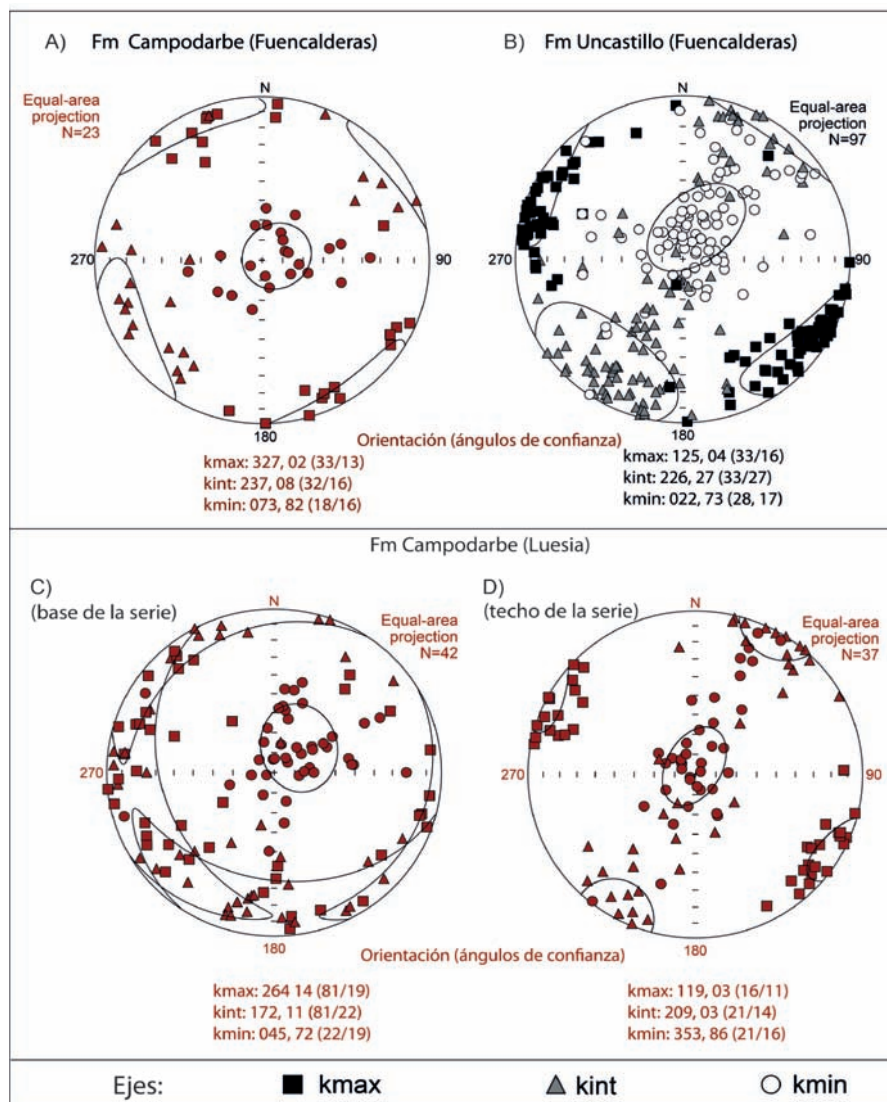 A) Fm Campodarbe (Fuencalderas)
Equal-area
projection
N=23
N
270
90
180
B) Fm Uncastillo (Fuencalderas)
Equal-area
projection
N=97
N
270
90
180
Orientación (ángulos de confianza)
kmax: 327, 02 (33/13)
kint: 237, 08 (32/16)
kmin: 073, 82 (18/16)
kmax: 125, 04 (33/16)
kint: 226, 27 (33/27)
kmin: 022, 73 (28, 17)
Fm Campodarbe (Luesia)
C)
(base de la serie)
Equal-area
projection
N=42
N
270
180
D)
(techo de la serie)
Equal-area
projection
N=37
N
270
90
180
Orientación (ángulos de confianza)
kmax: 264 14 (81/19)
kint: 172, 11 (81/22)
kmin: 045, 72 (22/19)
kmax: 119, 03 (16/11)
kint: 209, 03 (21/14)
kmin: 353, 86 (21/16)
Ejes: kmax kint kmin